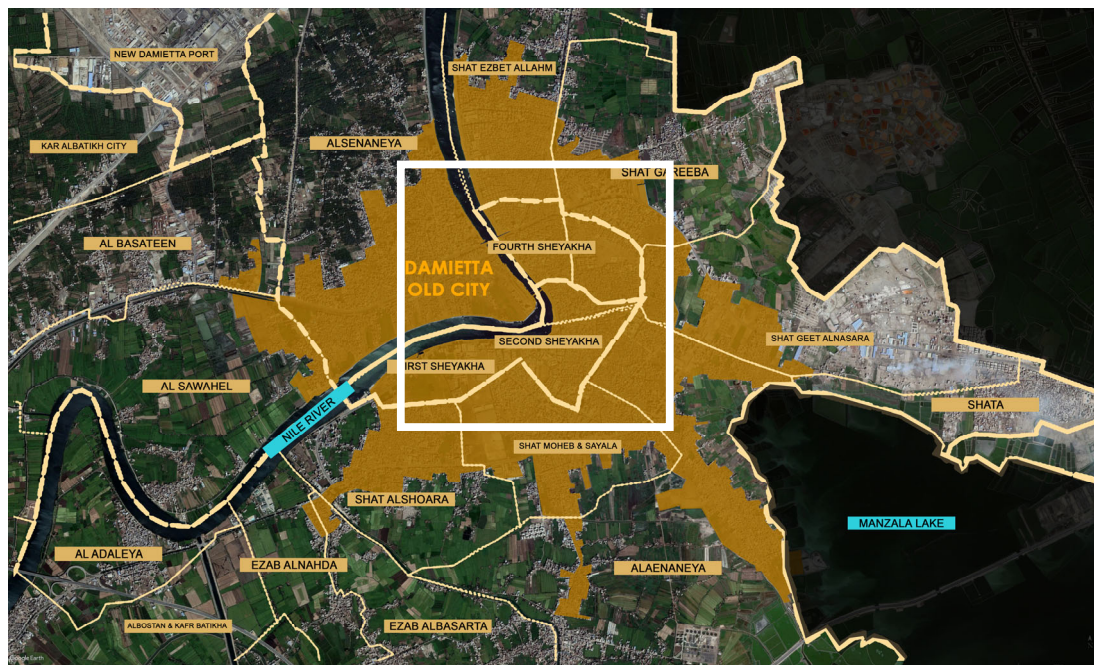 NEW DAMIETTA PORT
SHAT EZBET ALLAHM
KAR ALBATIKH CITY
ALSENANEYA
SHAT GAREEBA
AL BASATEEN
FOURTH SHEYAKHA
DAMIETTA
OLD CITY
SECOND SHEYAKHA
SHAT GEET ALNASARA
FIRST SHEYAKHA
AL SAWAHEL
NILE RIVER
SHATA
SHAT MOHEB & SAYALA
SHAT ALSHOARA
MANZALA LAKE
AL ADALEYA
EZAB ALNAHDA
ALAENANEYA
ALBOSTAN & KAFR BATIKHA
EZAB ALBASARTA
Google Earth